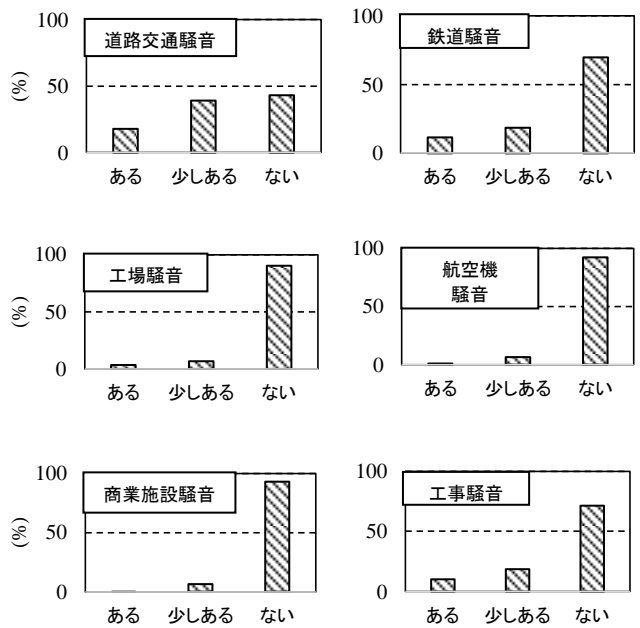 道路交通騒音
100
50
0
(%)
ある 少しある ない
鉄道騒音
100
50
0
ある 少しある ない
工場騒音
100
50
0
(%)
ある 少しある ない
航空機
騒音
100
50
0
ある 少しある ない
商業施設騒音
100
50
0
(%)
ある 少しある ない
工事騒音
100
50
0
ある 少しある ない